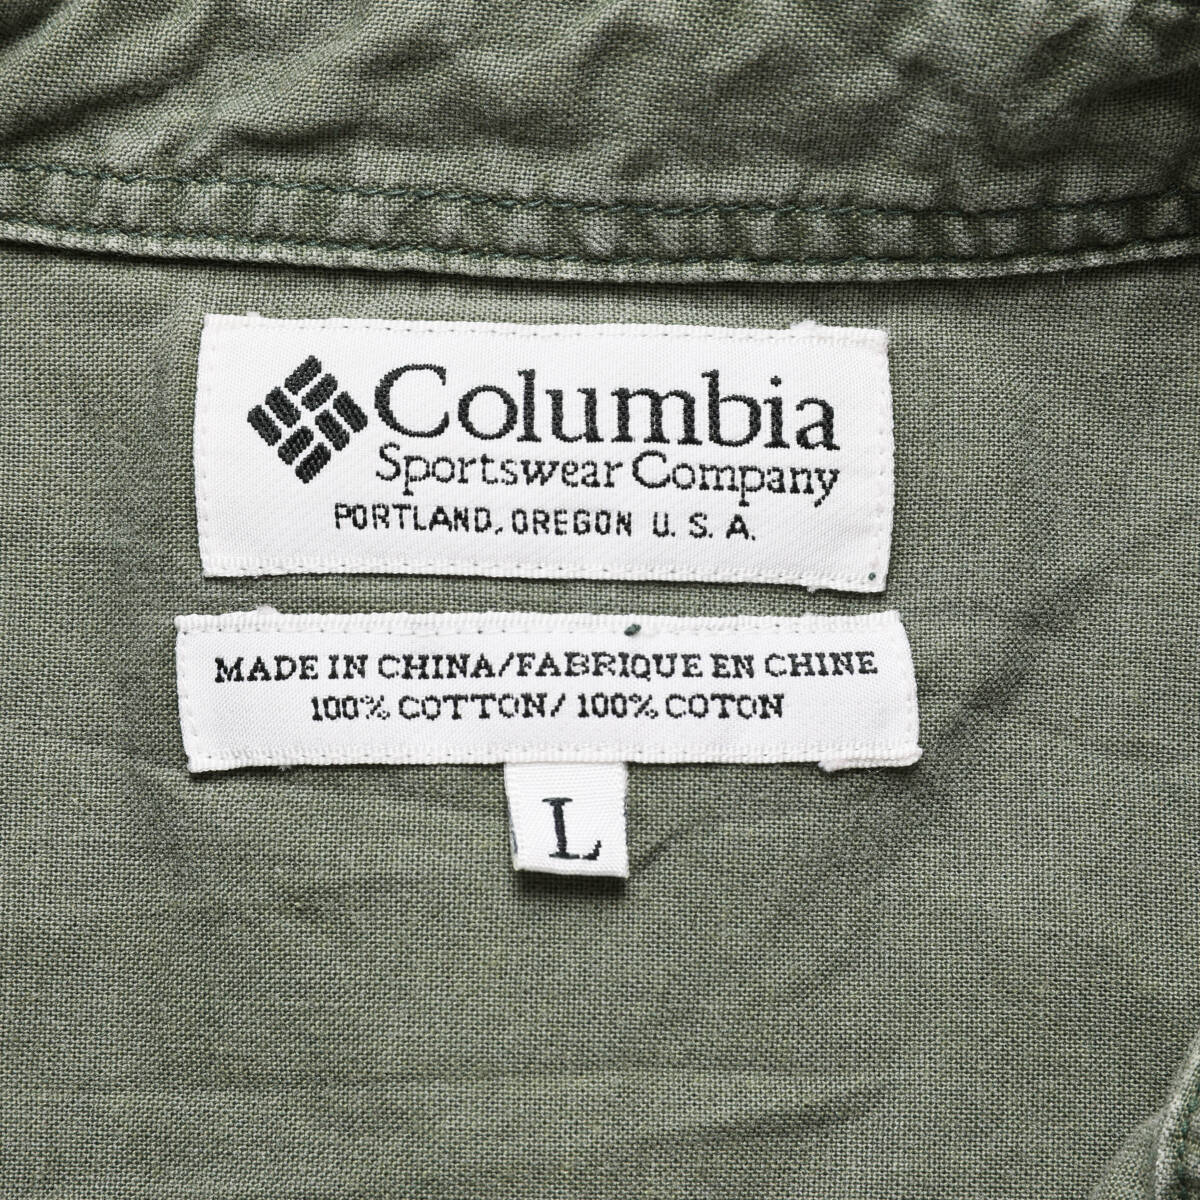 Columbia
Sportswear Company
PORTLAND, OREGON U. S. A.
MADE IN CHINA/FABRIQUE EN CHINE
100% COTTON/ 100% COTON
L